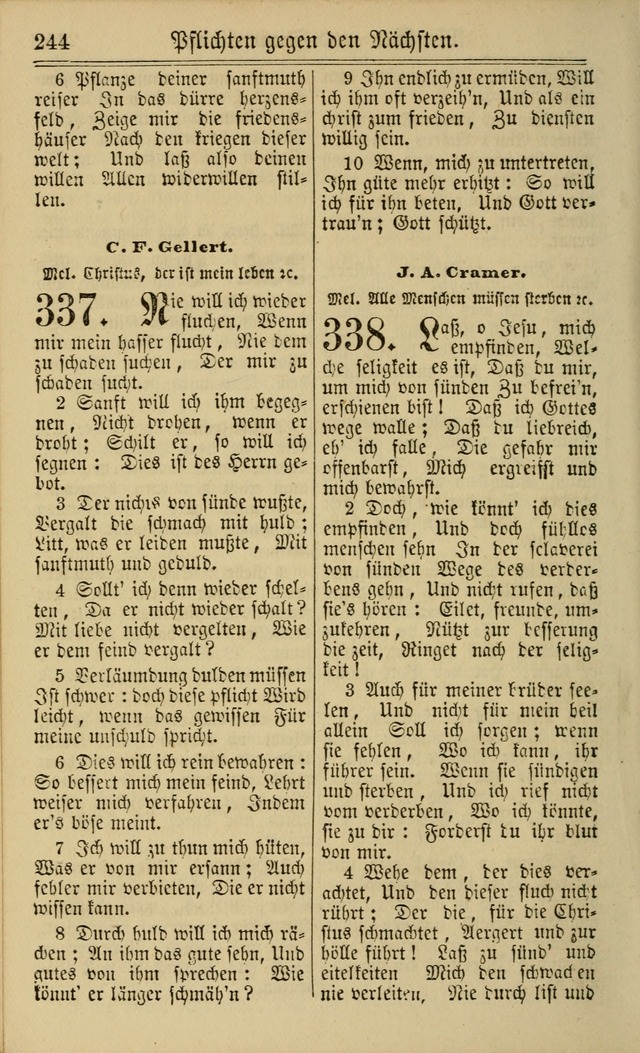 244 Pflichten gegen den Nächsten.
6 Pflanze deiner sanftmuth
reiser In das dürre herzens-
feld, Zeige mir die friedens-
häuser Nach den kriegen dieser
welt; Und laß also deinen
willen Allen widerwillen stil-
len.
C. F. Gellert.
Mel. Christus, der ist mein leben ꝛc.
337. Nie will ich wieder
fluchen, Wenn
mir mein hasser flucht, Nie dem
zu schaden suchen, Der mir zu
schaden sucht.
2 Sanft will ich ihm begeg-
nen, Nicht drohen, wenn er
droht; Schilt er, so will ich
segnen: Dies ist des Herrn ge-
bot.
3 Der nichts von sünde wußte,
Vergalt die schmach mit huld;
Litt, was er leiden mußte, Mit
sanftmuth und geduld.
4 Sollt' ich denn wieder schel-
ten, Da er nicht wieder schalt?
Mit liebe nicht vergelten, Wie
er dem feind vergalt?
5 Verläumdung dulden müssen
Ist schwer: doch diese pflicht Wird
leicht, wenn das gewissen Für
meine unschuld spricht.
6 Dies will ich rein bewahren:
So bessert mich mein feind, Lehrt
weiser mich verfahren, Indem
er's böse meint.
7 Ich will zu thun mich hüten,
Was er von mir ersann; Auch
fehler mir verbieten, Die er nicht
wissen kann.
8 Durch huld will ich mich rä-
chen; An ihm das gute sehn, Und
gutes von ihm sprechen: Wie
könnt' er länger schmäh'n?
9 Ihn endlich zu ermüden, Will
ich ihm oft verzeih'n, Und als ein
christ zum frieden, Zu diensten
willig sein.
10 Wenn, mich zu untertreten,
Ihn güte mehr erhitzt: So will
ich für ihn beten, Und Gott ver-
trau'n; Gott schützt.
J. A. Cramer.
Mel. Alle Menschen müssen sterben ꝛc.
338. Laß, o Jesu, mich
empfinden, Wel-
che seligkeit es ist, Daß du mir,
um mich von sünden Zu befrei'n,
erschienen bist! Daß ich Gottes
wege walle; Daß du liebreich,
eh' ich falle, Die gefahr mir
offenbarst, Mich ergreifst und
mich bewahrst.
2 Doch, wie könnt' ich dies
empfinden, Und doch fühllos
menschen sehn In der sclaverei
von sünden Wege des verder-
bens gehn, Und nicht rufen, daß
sie's hören: Eilet, freunde, um-
zukehren, Nützt zur besserung
die zeit, Ringet nach der selig-
keit!
3 Auch für meiner brüder see-
len, Und nicht für mein heil
allein Soll ich sorgen; wenn
sie fehlen, Wo ich kann, ihr
führer sein. Wenn sie sündigen
und sterben, Und ich rief nicht
vom verderben, Wo ich könnte,
sie zu dir: Forderst du ihr blut
von mir.
4 Wehe dem, der dies ver-
achtet, Und den dieser fluch nicht
rührt; Der die, für die Chri-
stus schmachtet, Aergert und zur
hölle führt! Laß zu sünd' und
eitelkeiten Mich den schwachen
nie verleiten, Nie durch list und